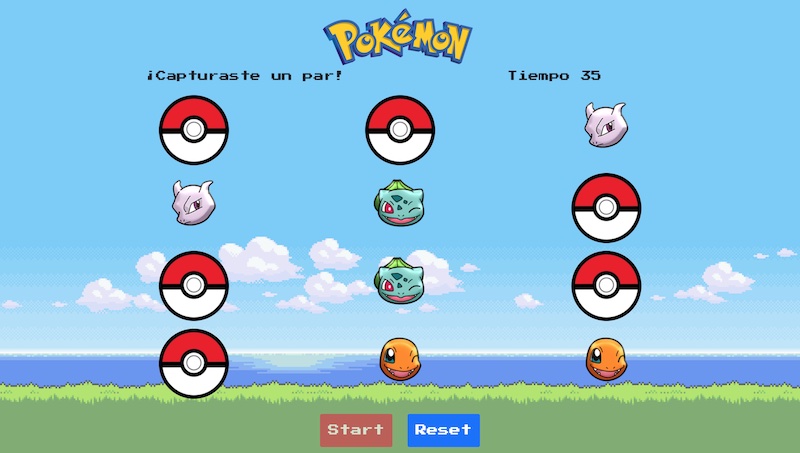 POKéMON
¡Capturaste un par!
Tiempo 35
Start
Reset